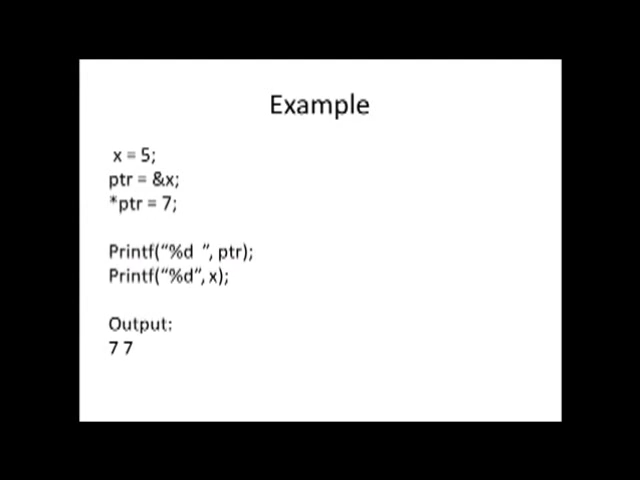 Example
x = 5;
ptr = &x;
*ptr = 7;
Printf(“%d  ”, ptr);
Printf(“%d”, x);
Output:
7 7